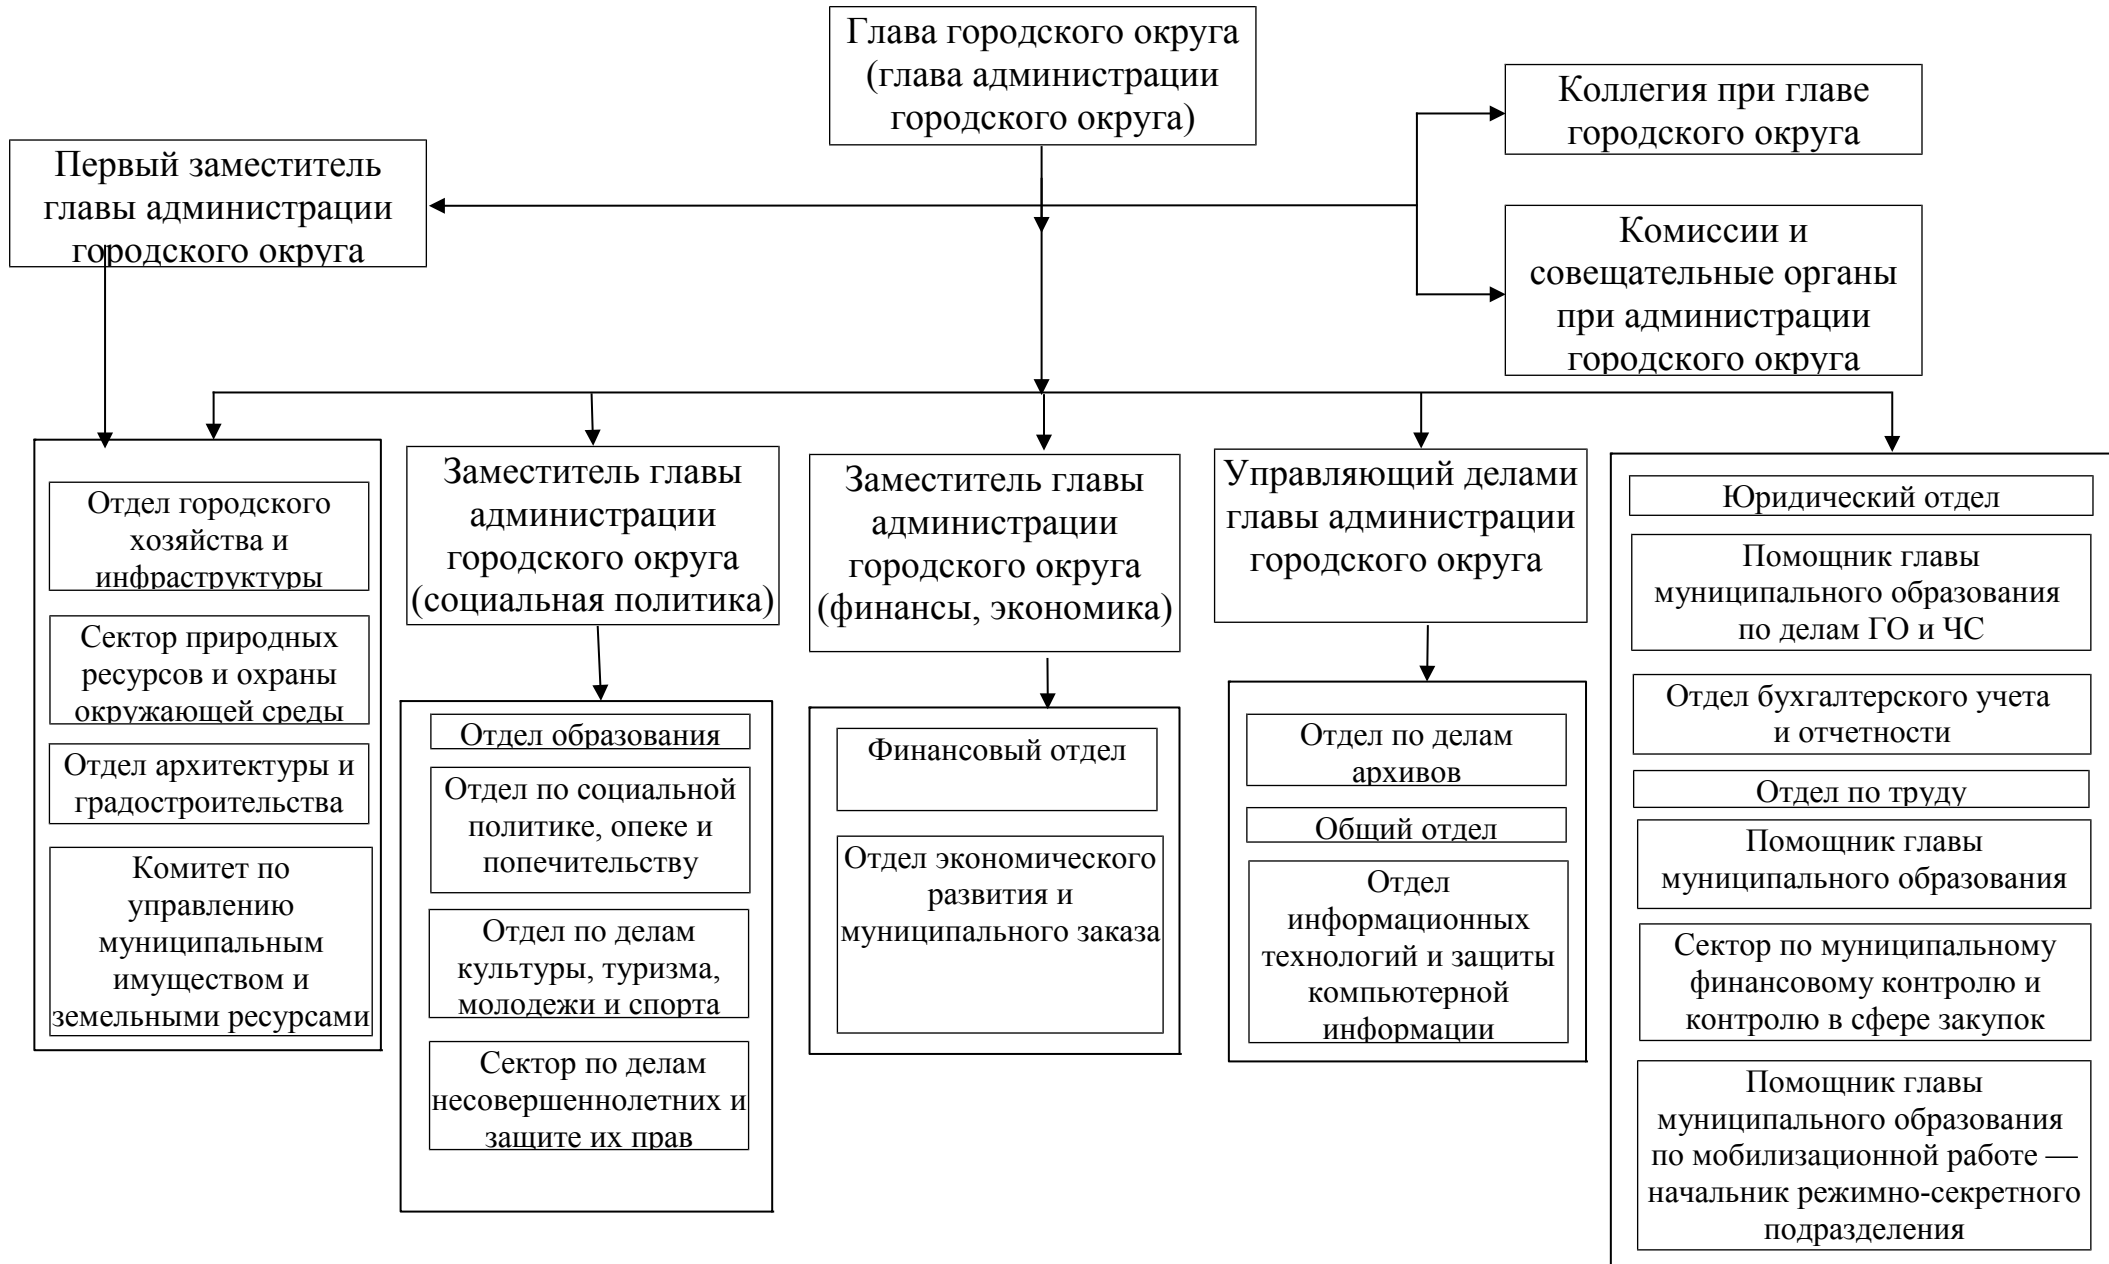 Глава городского округа
(глава администрации
городского округа)
Коллегия при главе
городского округа
Первый заместитель
главы администрации
городского округа
Комиссии и
совещательные органы
при администрации
городского округа
Отдел городского
хозяйства и
инфраструктуры
Сектор природных
ресурсов и охраны
окружающей среды
Отдел архитектуры и
градостроительства
Комитет по
управлению
муниципальным
имуществом и
земельными ресурсами
Заместитель главы
администрации
городского округа
(социальная политика)
Отдел образования
Отдел по социальной
политике, опеке и
попечительству
Отдел по делам
культуры, туризма,
молодежи и спорта
Сектор по делам
несовершеннолетних и
защите их прав
Заместитель главы
администрации
городского округа
(финансы, экономика)
Финансовый отдел
Отдел экономического
развития и
муниципального заказа
Управляющий делами
главы администрации
городского округа
Отдел по делам
архивов
Общий отдел
Отдел
информационных
технологий и защиты
компьютерной
информации
Юридический отдел
Помощник главы
муниципального образования
по делам ГО и ЧС
Отдел бухгалтерского учета
и отчетности
Отдел по труду
Помощник главы
муниципального образования
Сектор по муниципальному
финансовому контролю и
контролю в сфере закупок
Помощник главы
муниципального образования
по мобилизационной работе —
начальник режимно-секретного
подразделения